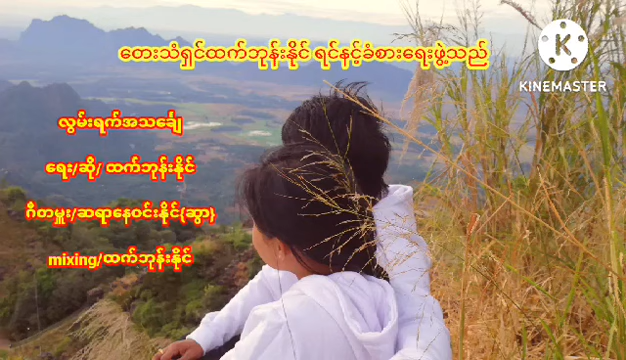 တေးသံရှင်ထက်ဘုန်းနိုင် ရင်နင့်ခံစားရေးဖွဲ့သည်
KINEMASTER
လွမ်းရက်အသင်္ချေ
ရေး/ဆို/ ထက်ဘုန်းနိုင်
ဂီတမှူး/ဆရာနေဝင်းနိုင်{ဆွာ}
mixing/ထက်ဘုန်းနိုင်